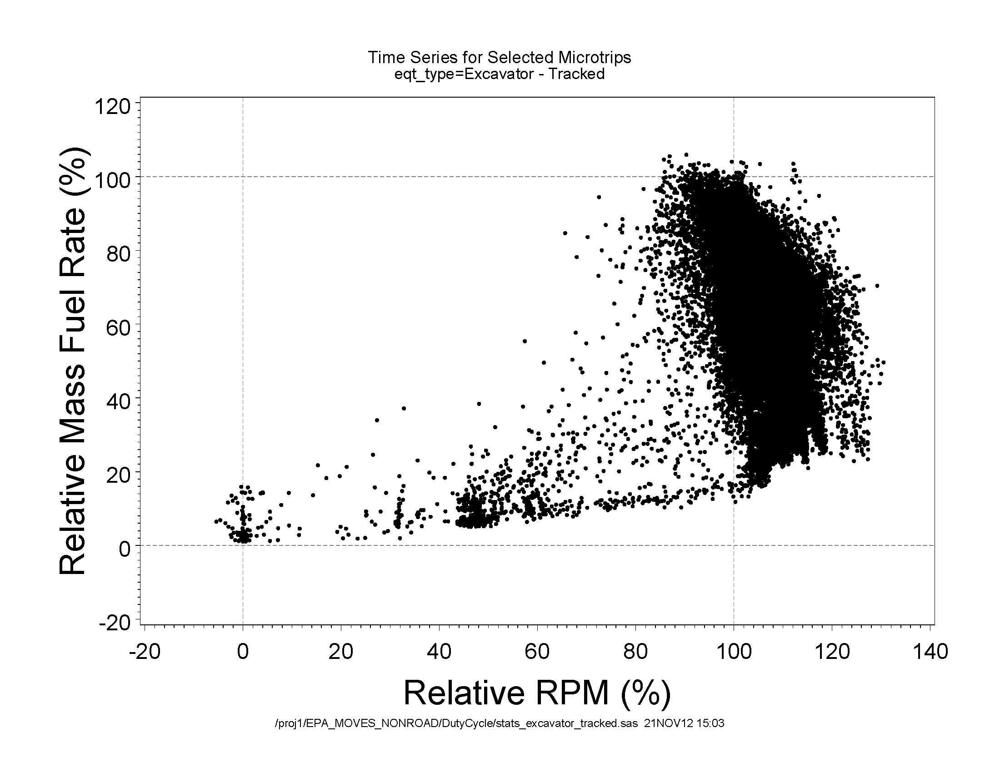 Time Series for Selected Microtrips
eqt_type=Excavator - Tracked
120
100
80
60
40
20
0
-20
Relative Mass Fuel Rate (%)
-20 0 20 40 60 80 100 120 140
Relative RPM (%)
/proj1/EPA_MOVES_NONROAD/DutyCycle/stats_excavator_tracked.sas 21NOV12 15:03